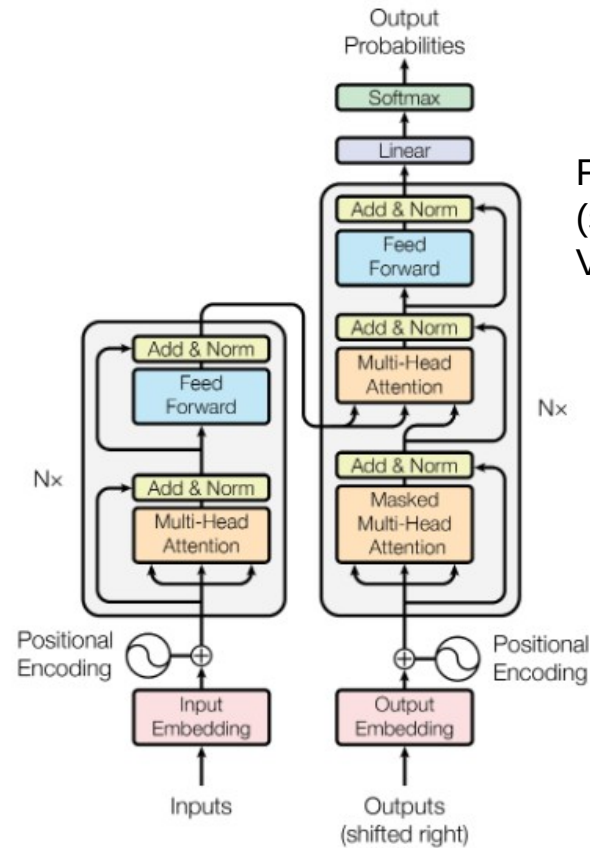 Output
Probabilities
Softmax
Linear
Add & Norm
Feed
Forward
Add & Norm
Multi-Head
Attention
Add & Norm
Masked
Multi-Head
Attention
Nx
Add & Norm
Feed
Forward
Add & Norm
Multi-Head
Attention
Nx
Positional
Encoding
Positional
Encoding
Input
Embedding
Output
Embedding
Inputs
Outputs
(shifted right)